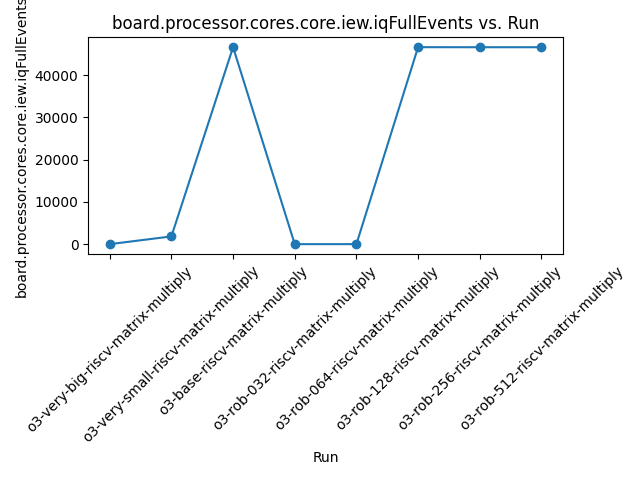 board.processor.cores.core.iew.iqFullEvents vs. Run
board.processor.cores.core.iew.iqFullEvents
40000
30000
20000
10000
0
o3-very-big-riscv-matrix-multiply
o3-very-small-riscv-matrix-multiply
o3-base-riscv-matrix-multiply
o3-rob-032-riscv-matrix-multiply
o3-rob-064-riscv-matrix-multiply
o3-rob-128-riscv-matrix-multiply
o3-rob-256-riscv-matrix-multiply
o3-rob-512-riscv-matrix-multiply
Run